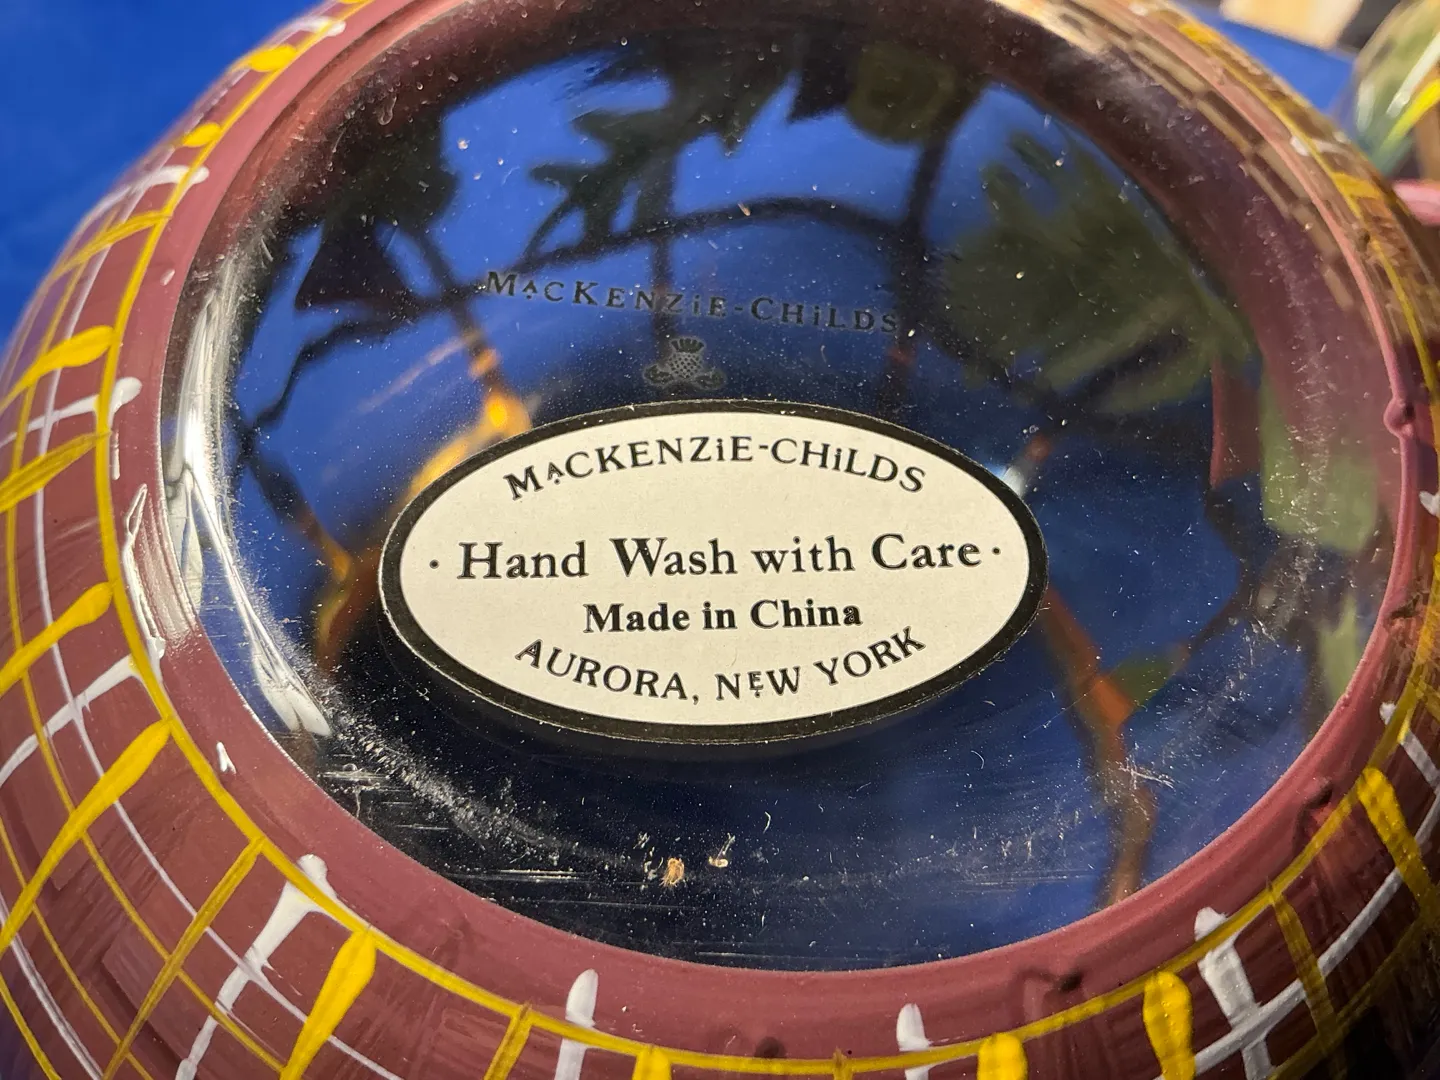 MacKENZiE-CHiLDS
MacKENZiE-CHiLDS
· Hand Wash with Care ·
Made in China
AURORA, NEW YORK